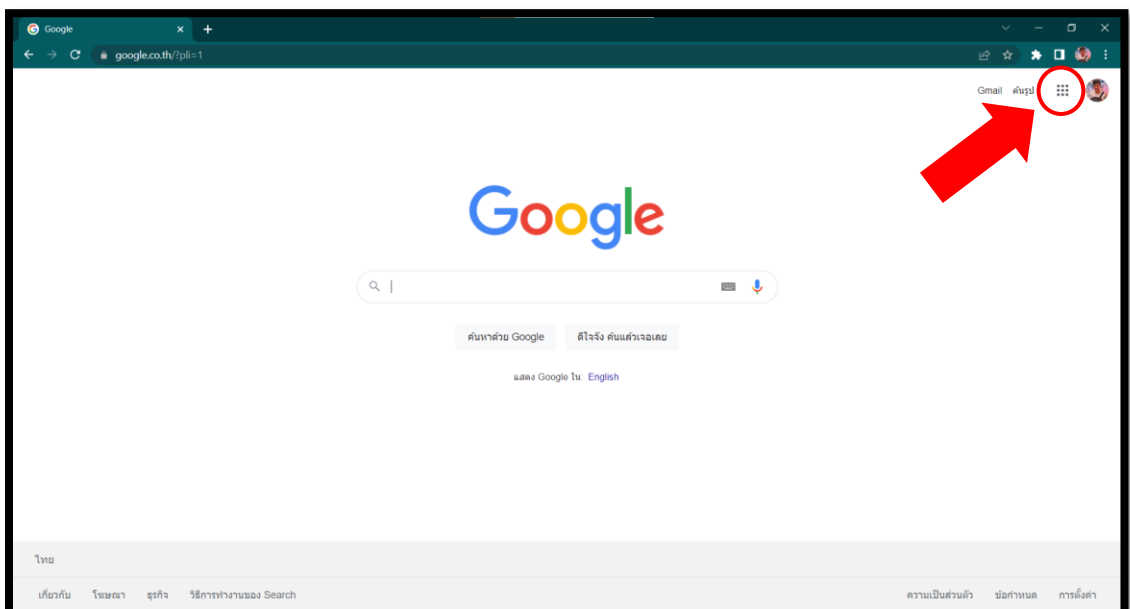 Google
google.co.th/?pli=1
Gmail ค้นรูป
Google
ค้นหาด้วย Google ดีใจจัง ค้นแล้วเจอเลย
แสดง Google ใน: English
ไทย
เกี่ยวกับ โฆษณา ธุรกิจ วิธีการทำงานของ Search ความเป็นส่วนตัว ข้อกำหนด การตั้งค่า